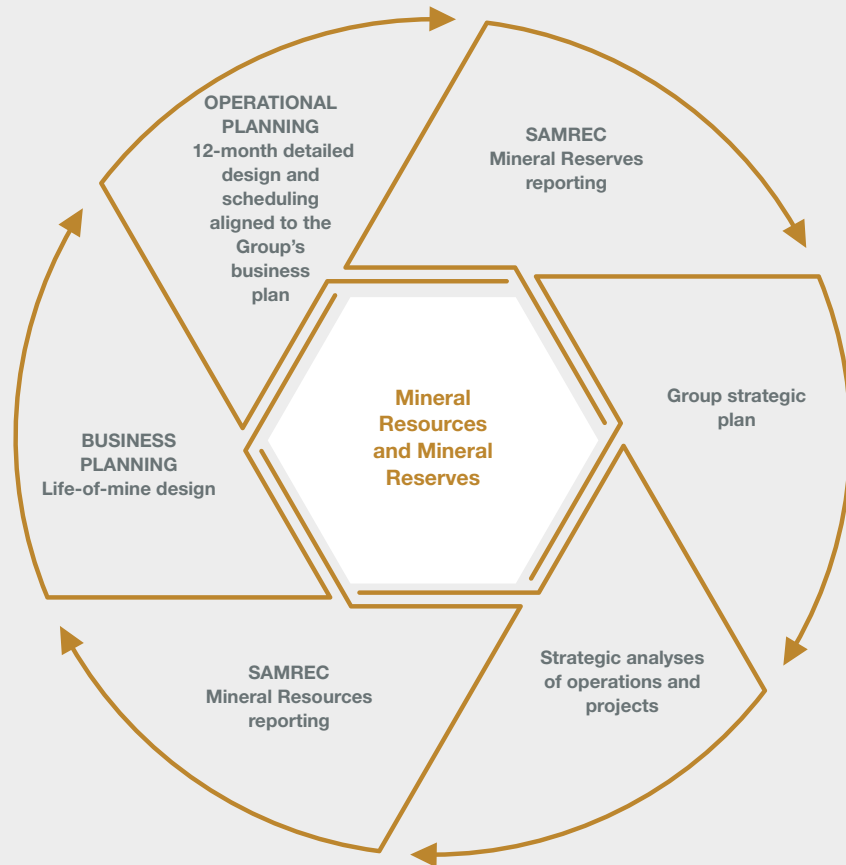 OPERATIONAL
PLANNING
12-month detailed
design and
scheduling
aligned to the
Group's
business
plan
SAMREC
Mineral Reserves
reporting
Group strategic
plan
Strategic analyses
of operations and
projects
SAMREC
Mineral Resources
reporting
BUSINESS
PLANNING
Life-of-mine design
Mineral
Resources
and Mineral
Reserves